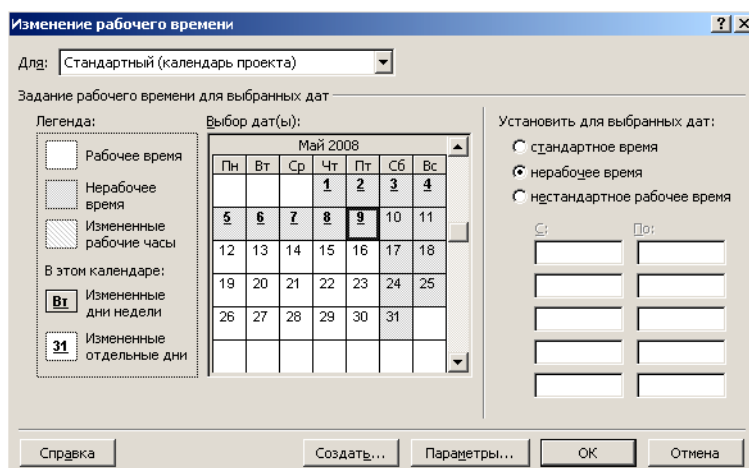 Изменение рабочего времени
Для: Стандартный (календарь проекта)
Задание рабочего времени для выбранных дат
Легенда:
Рабочее время
Нерабочее
время
Измененные
рабочие часы
В этом календаре:
Вт Измененные
дни недели
31 Измененные
отдельные дни
Выбор дат(ы):
Май 2008
Пн Вт Ср Чт Пт Сб Вс
1 2 3 4
5 6 7 8 9 10 11
12 13 14 15 16 17 18
19 20 21 22 23 24 25
26 27 28 29 30 31
Установить для выбранных дат:
стандартное время
нерабочее время
нестандартное рабочее время
С: По:
Справка Создать... Параметры... ОК Отмена